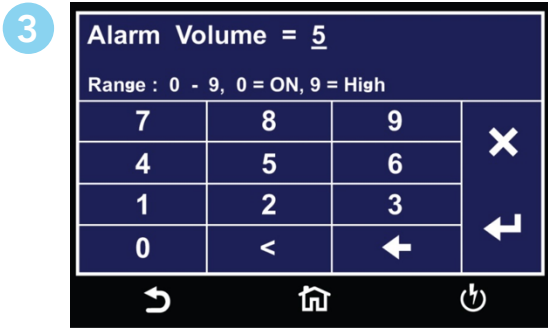 3
Alarm Volume = 5
Range : 0 - 9, 0 = ON, 9 = High
7 8 9
4 5 6
1 2 3
0 <